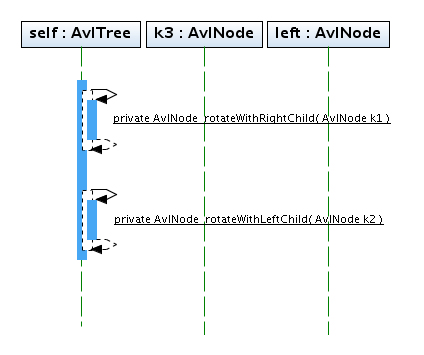 self : AvlTree
k3 : AvlNode
left : AvlNode
private AvlNode rotateWithRightChild( AvlNode k1 )
private AvlNode rotateWithLeftChild( AvlNode k2 )